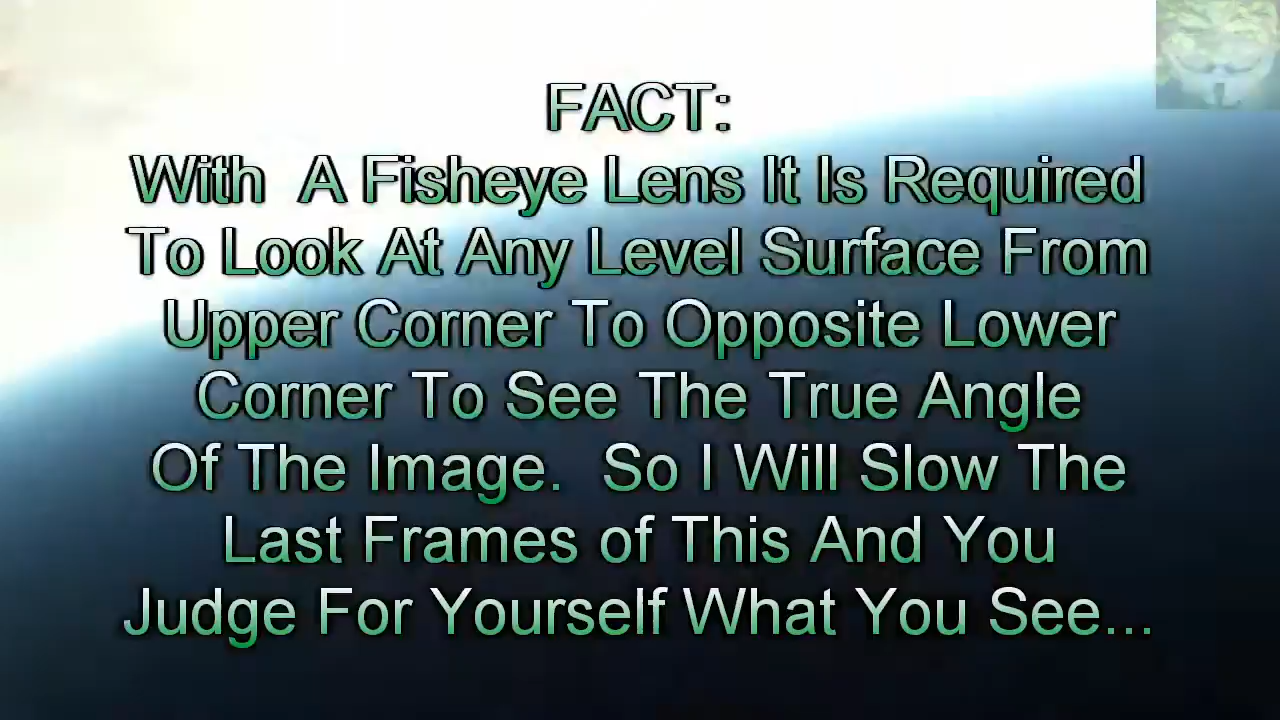 FACT:
With A Fisheye Lens It Is Required
To Look At Any Level Surface From
Upper Corner To Opposite Lower
Corner To See The True Angle
Of The Image. So I Will Slow The
Last Frames of This And You
Judge For Yourself What You See...